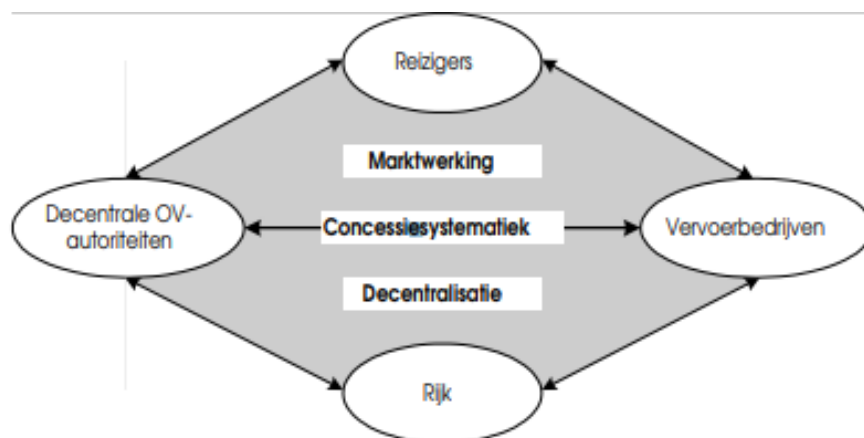 Reizigers
Marktwerking
Decentrale OV-
autoriteiten
Concessiesystematiek
Vervoerbedrijven
Decentralisatie
Rijk